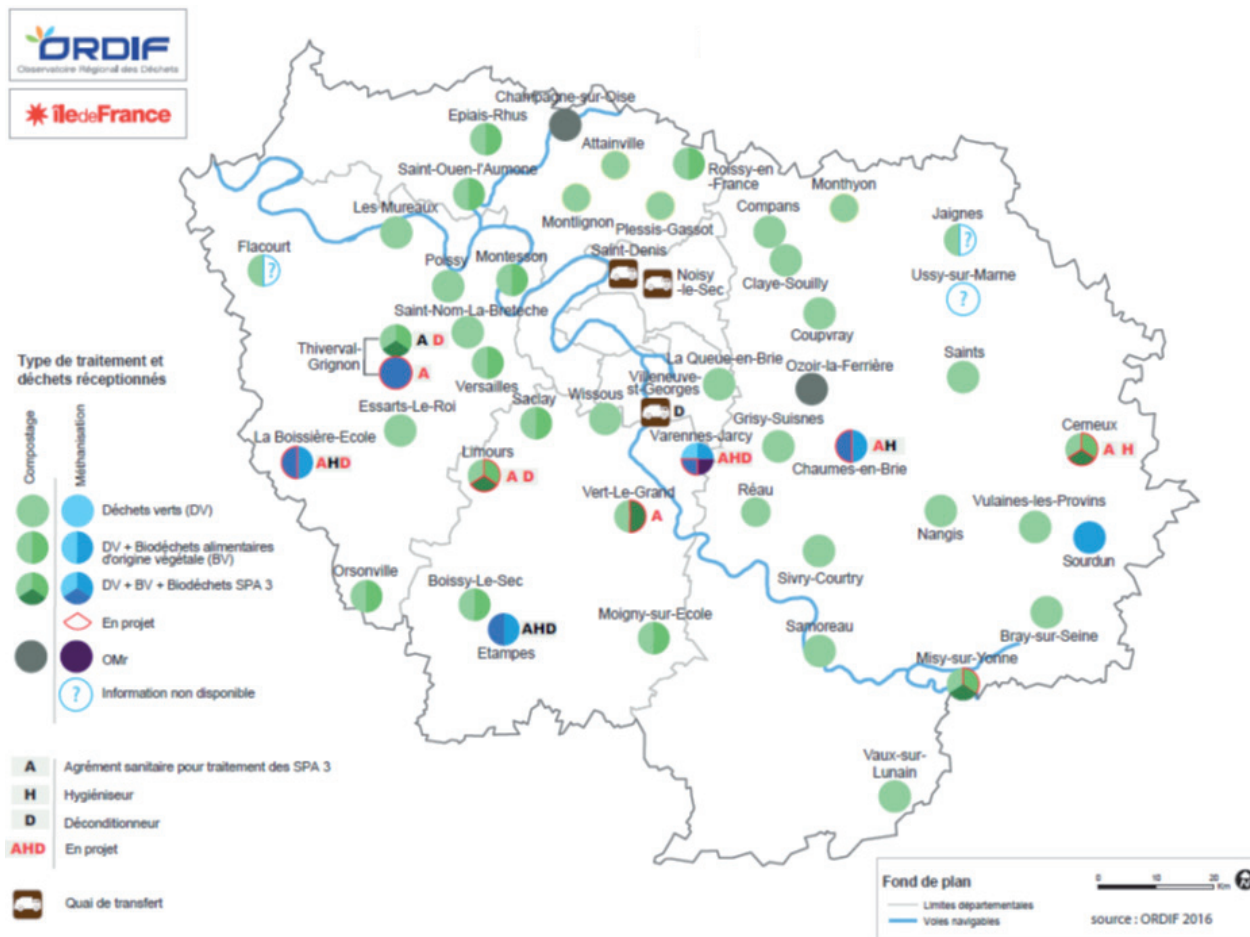 ORDIF
Observatoire Régional des Déchets
île de France
Champagne-sur-Oise
Epiais-Rhus
Attainville
Saint-Ouen-l'Aumone
Roissy-en
-France
Monthyon
Les Mureaux
Montlignon
Plessis-Gassot
Compans
Jaignes
?
Flacourt
?
Poissy
Montesson
Saint-Denis
Noisy
-le-Sec
Claye-Souilly
Ussy-sur-Marne
?
Saint-Nom-La-Breteche
Coupvray
Thiverval-
Grignon
A D
A
Versailles
La Queue-en-Brie
Ozoir-la-Ferrière
Saints
Essarts-Le-Roi
Saclay
Wissous
Villeneuve-
st-Georges
D
Grisy-Suisnes
La Boissière-Ecole
AHD
Limours
A D
Varennes-Jarcy
AHD
Chaumes-en-Brie
AH
Cerneux
A H
Vert-Le-Grand
A
Réau
Nangis
Vulaines-les-Provins
Sourdun
Sivry-Courtry
Orsonville
Boissy-Le-Sec
AHD
Etampes
Moigny-sur-Ecole
Samoreau
Bray-sur-Seine
Misy-sur-Yonne
Vaux-sur-
Lunain
Type de traitement et
déchets réceptionnés
Compostage
Méthanisation
Déchets verts (DV)
DV + Biodéchets alimentaires
d'origine végétale (BV)
DV + BV + Biodéchets SPA 3
En projet
OMr
? Information non disponible
A Agrément sanitaire pour traitement des SPA 3
H Hygiéniseur
D Déconditionneur
AHD En projet
Quai de transfert
Fond de plan
0 10 20 Km
Limites départementales
Voies navigables
source : ORDIF 2016